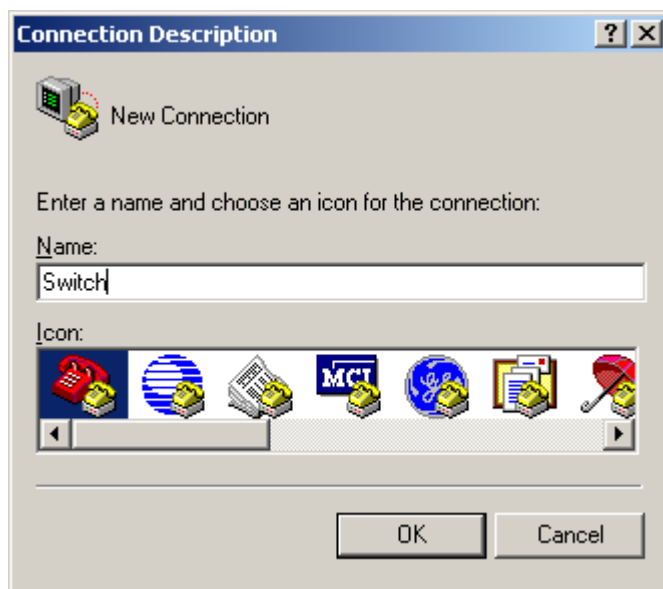 Connection Description
New Connection
Enter a name and choose an icon for the connection:
Name:
Switch
Icon:
MCI
OK
Cancel